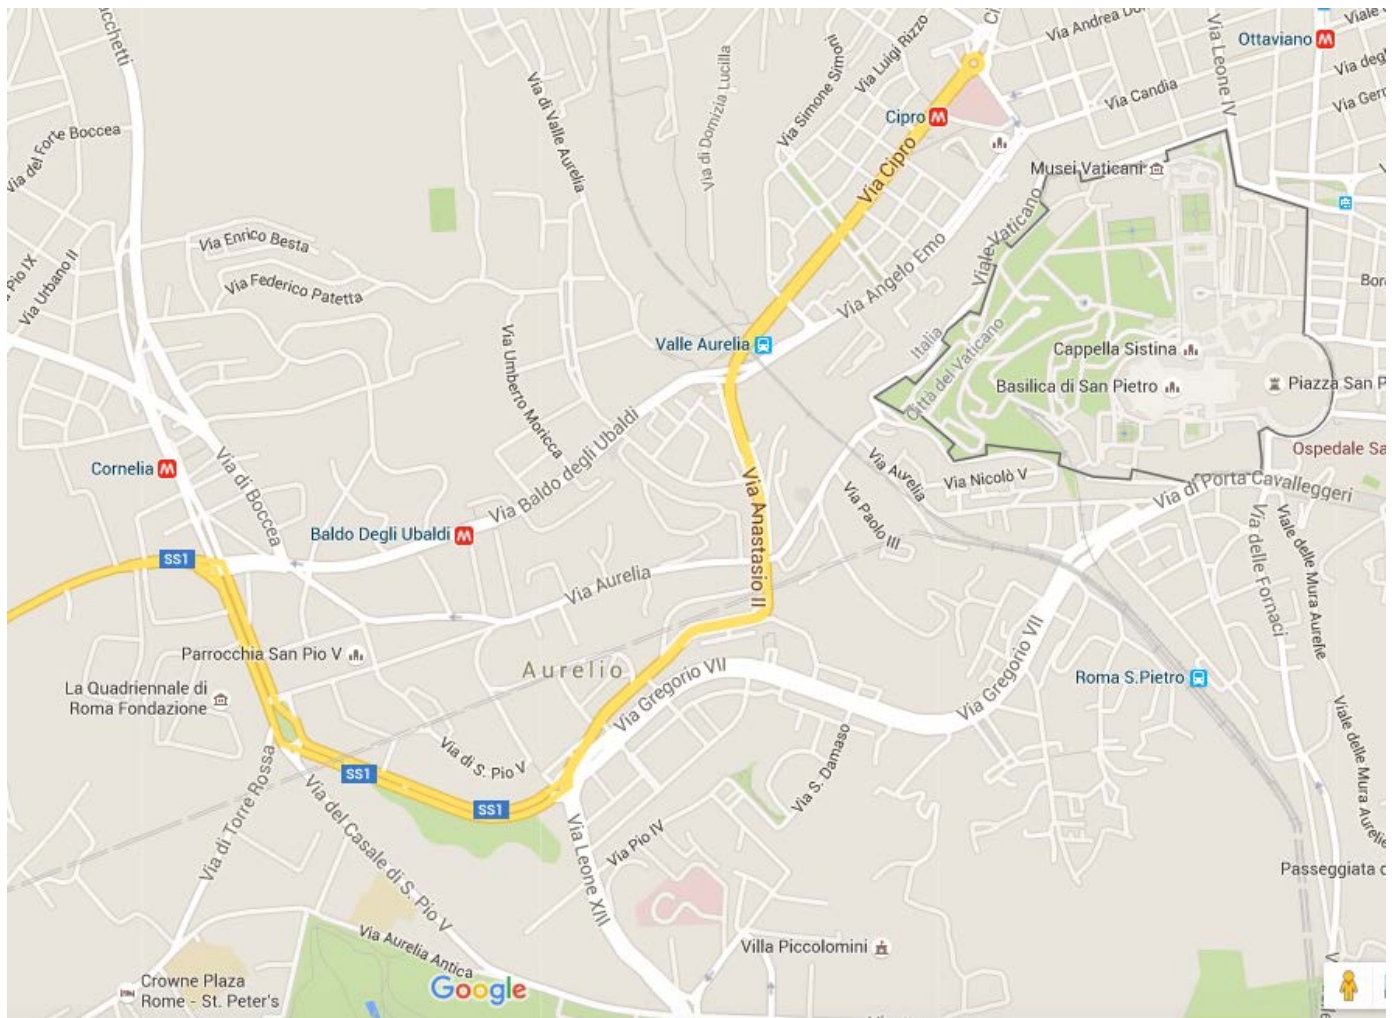 acchetti
Via Andrea Do
Viale
Ottaviano
Via Leone IV
Via deg
Via Luigi Rizzo
Via Simone Simoni
Via di Domizia Lucilla
Via di Valle Aurelia
Via Candia
Via Ger
Cipro
Via Cipro
Via del Forte Boccea
Musei Vaticani
Viale Vaticano
Via Enrico Besta
Via Angelo Emo
Pio IX
Via Urbano II
Via Federico Patetta
Bor
Valle Aurelia
Italia
Città del Vaticano
Cappella Sistina
Basilica di San Pietro
Piazza San P
Via Umberto Moricca
Via Baldo degli Ubaldi
Ospedale Sa
Cornelia
Via di Boccea
Via Aurelia
Via Nicolò V
Via di Porta Cavalleggeri
Via Paolo III
Via Anastasio II
Baldo Degli Ubaldi
SS1
Via delle Fornaci
Viale delle Mura Aurelie
Via Aurelia
Parrocchia San Pio V
Aurelio
Via Gregorio VII
Via Gregorio VII
Roma S.Pietro
La Quadriennale di
Roma Fondazione
Via di S. Pio V
Via S. Damaso
Viale delle Mura Aurelie
SS1
SS1
Via di Torre Rossa
Via del Casale di S. Pio V
Via Pio IV
Via Leone XIII
Passeggiata d
Via Aurelia Antica
Villa Piccolomini
Crowne Plaza
Rome - St. Peter's
Google